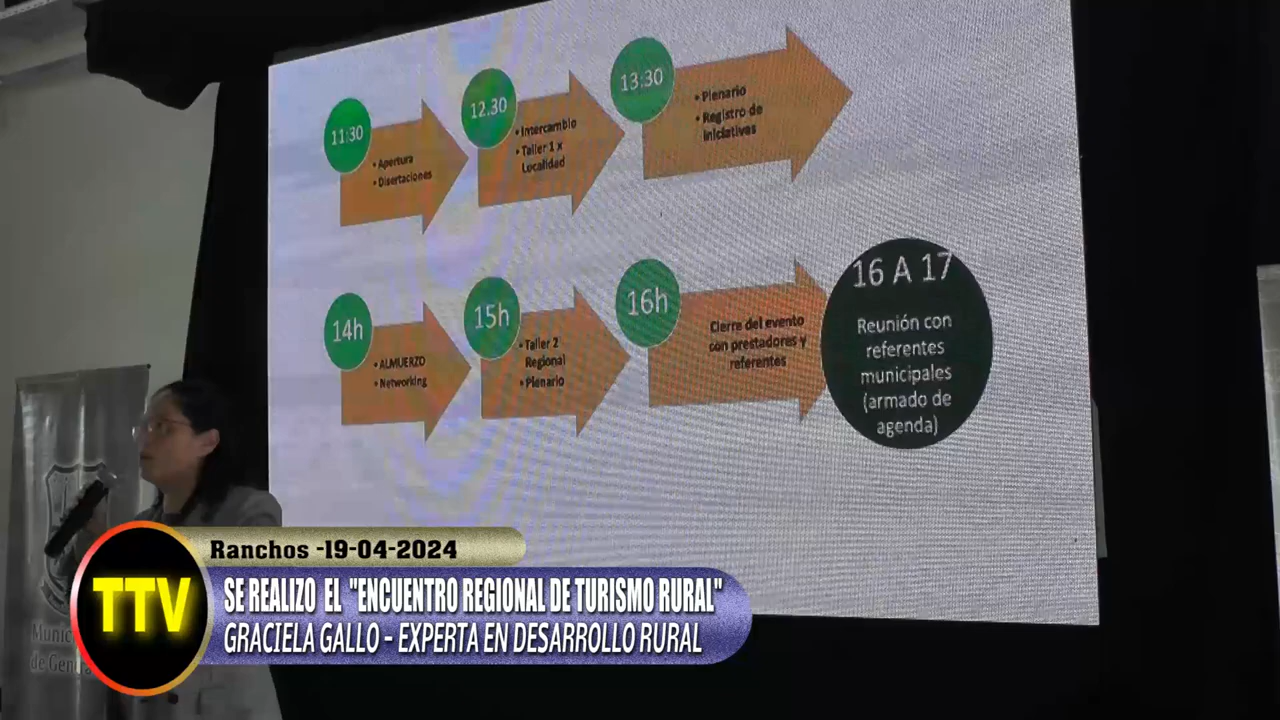 11:30
• Apertura
• Disertaciones
12.30
• Intercambio
• Taller 1 x
Localidad
13:30
• Plenario
• Registro de
iniciativas
14h
• ALMUERZO
• Networking
15h
• Taller 2
Regional
• Plenario
16h
Cierre del evento
con prestadores y
referentes
16 A 17
Reunión con
referentes
municipales
(armado de
agenda)
Ranchos -19-04-2024
TTV
SE REALIZO EL "ENCUENTRO REGIONAL DE TURISMO RURAL"
GRACIELA GALLO - EXPERTA EN DESARROLLO RURAL